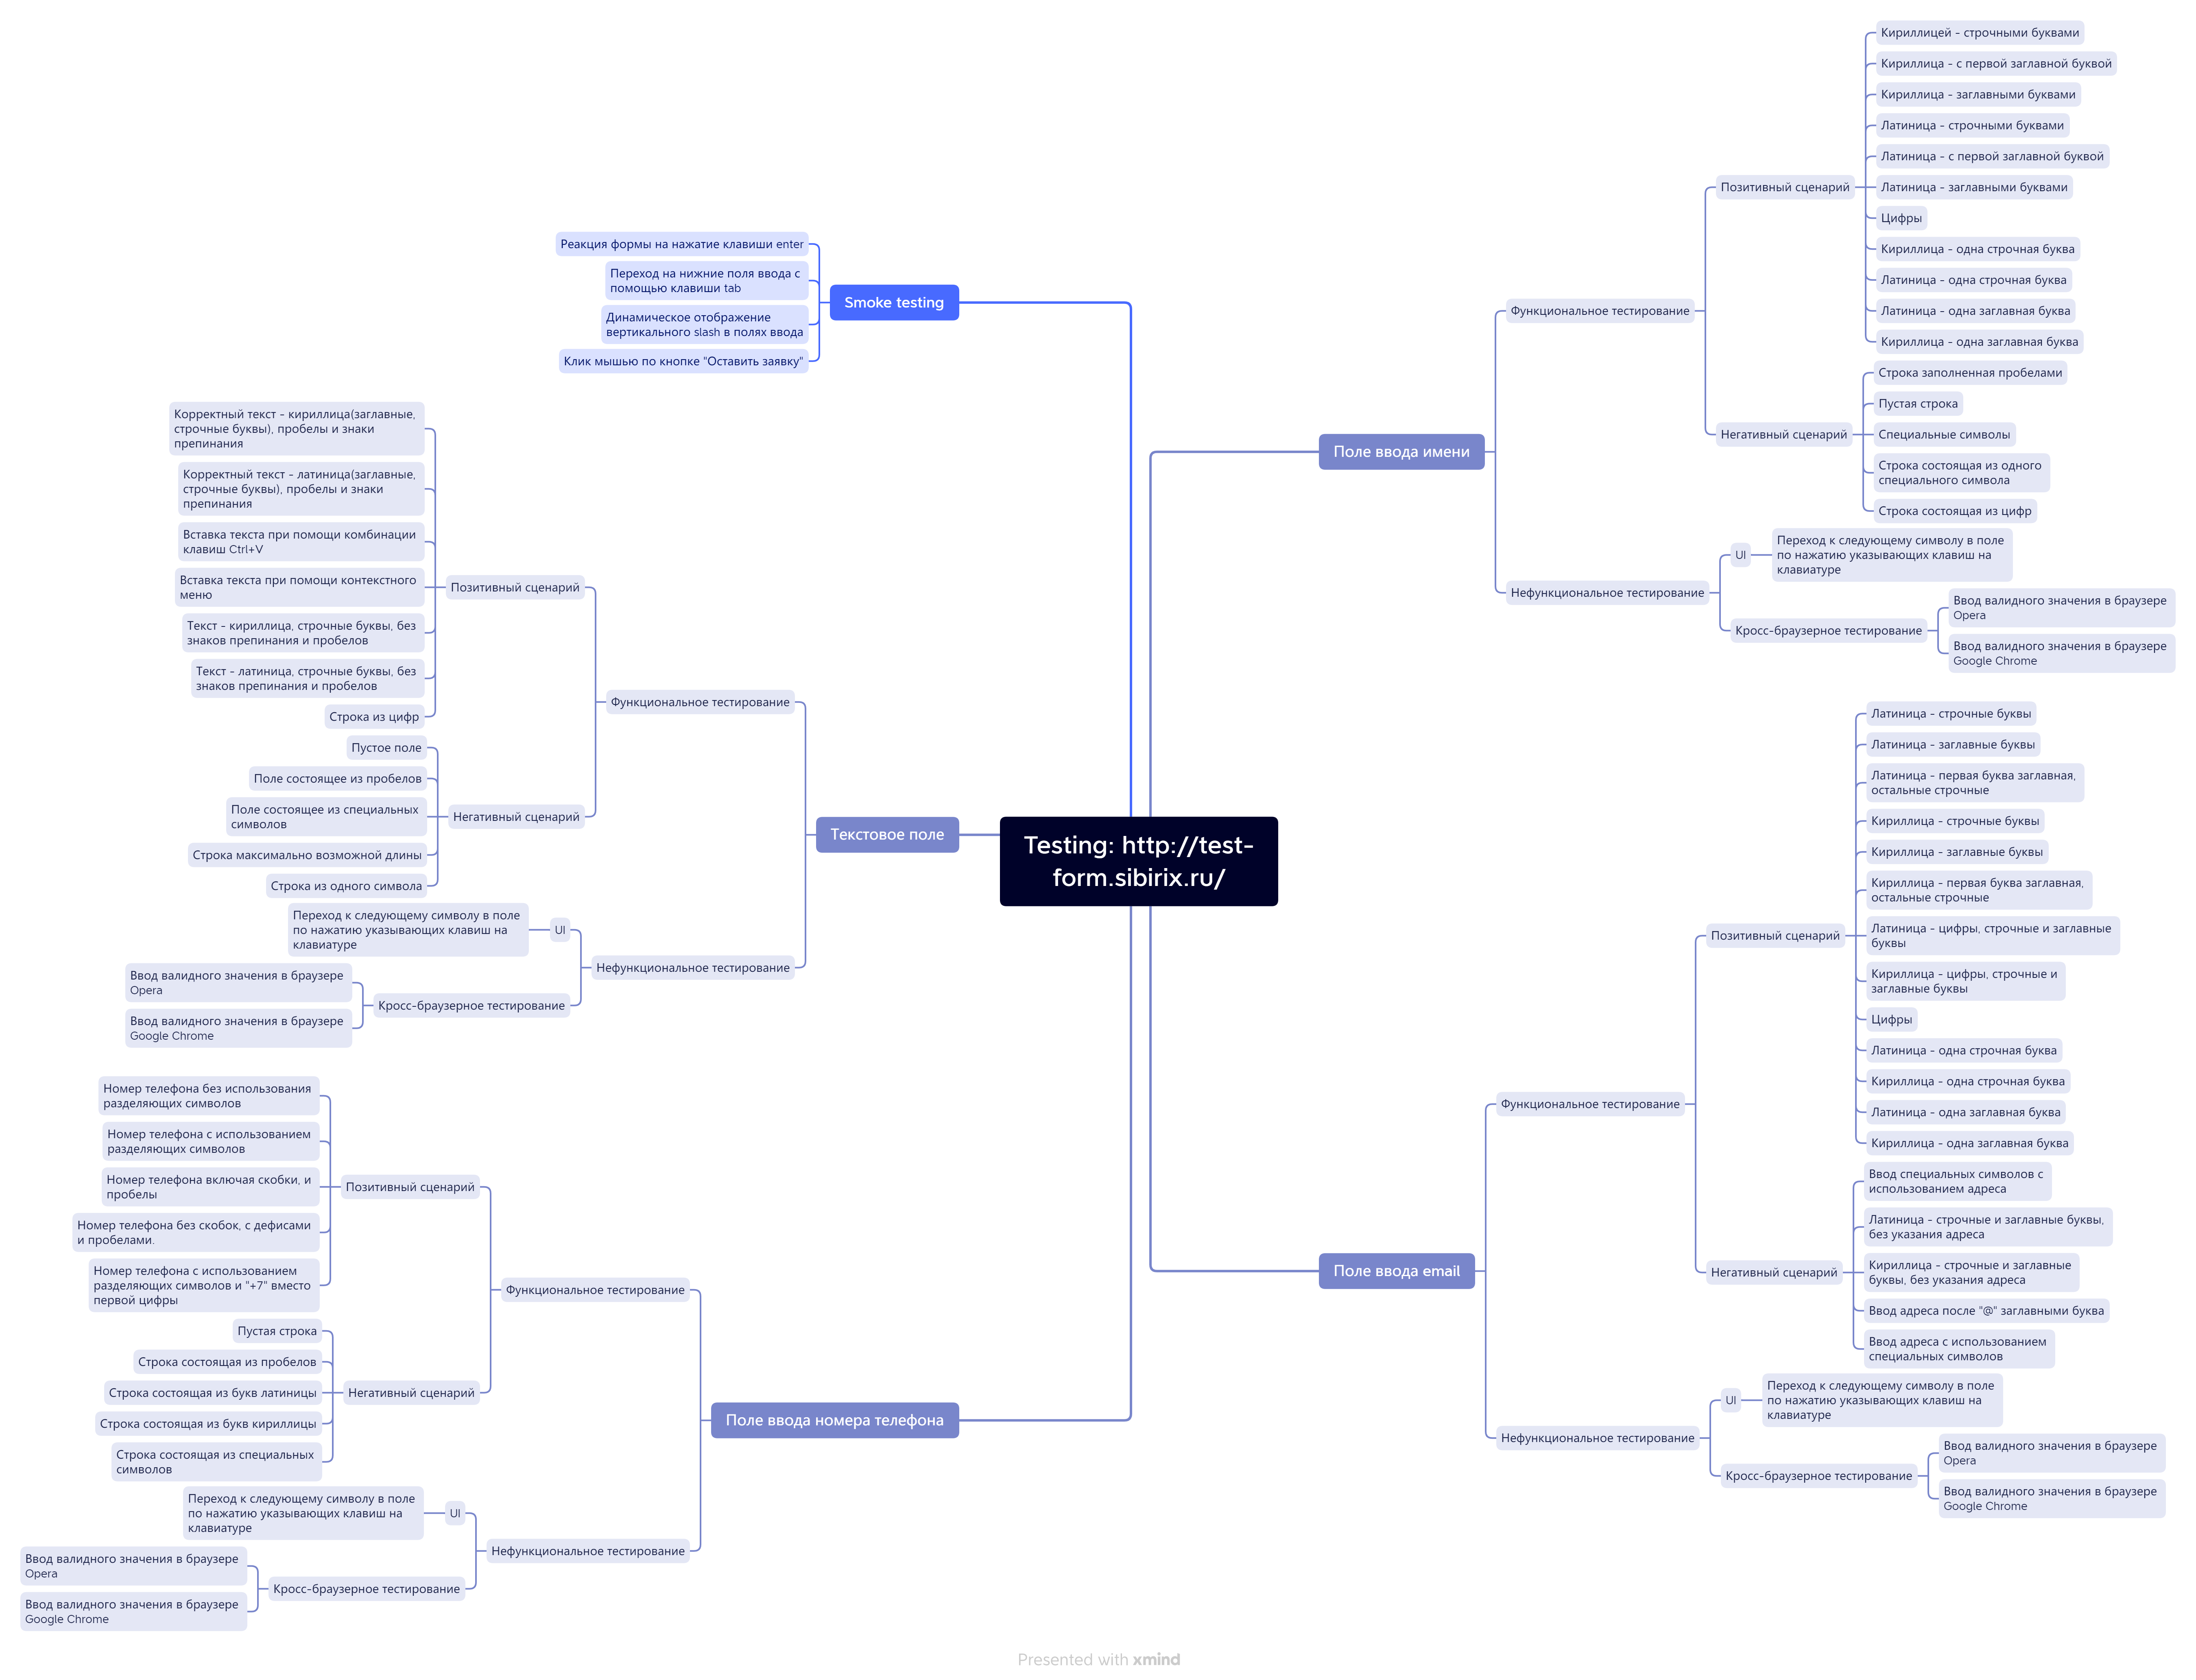 Testing: http://test-
form.sibirix.ru/
Поле ввода имени
Функциональное тестирование
Позитивный сценарий
Кириллицей - строчными буквами
Кириллица - с первой заглавной буквой
Кириллица - заглавными буквами
Латиница - строчными буквами
Латиница - с первой заглавной буквой
Латиница - заглавными буквами
Цифры
Кириллица - одна строчная буква
Латиница - одна строчная буква
Латиница - одна заглавная буква
Кириллица - одна заглавная буква
Негативный сценарий
Строка заполненная пробелами
Пустая строка
Специальные символы
Строка состоящая из одного
специального символа
Строка состоящая из цифр
Нефункциональное тестирование
UI
Переход к следующему символу в поле
по нажатию указывающих клавиш на
клавиатуре
Кросс-браузерное тестирование
Ввод валидного значения в браузере
Opera
Ввод валидного значения в браузере
Google Chrome
Поле ввода email
Функциональное тестирование
Позитивный сценарий
Латиница - строчные буквы
Латиница - заглавные буквы
Латиница - первая буква заглавная,
остальные строчные
Кириллица - строчные буквы
Кириллица - заглавные буквы
Кириллица - первая буква заглавная,
остальные строчные
Латиница - цифры, строчные и заглавные
буквы
Кириллица - цифры, строчные и
заглавные буквы
Цифры
Латиница - одна строчная буква
Кириллица - одна строчная буква
Латиница - одна заглавная буква
Кириллица - одна заглавная буква
Негативный сценарий
Ввод специальных символов с
использованием адреса
Латиница - строчные и заглавные буквы,
без указания адреса
Кириллица - строчные и заглавные
буквы, без указания адреса
Ввод адреса после "@" заглавными буква
Ввод адреса с использованием
специальных символов
Нефункциональное тестирование
UI
Переход к следующему символу в поле
по нажатию указывающих клавиш на
клавиатуре
Кросс-браузерное тестирование
Ввод валидного значения в браузере
Opera
Ввод валидного значения в браузере
Google Chrome
Smoke testing
Реакция формы на нажатие клавиши enter
Переход на нижние поля ввода с
помощью клавиши tab
Динамическое отображение
вертикального slash в полях ввода
Клик мышью по кнопке "Оставить заявку"
Текстовое поле
Функциональное тестирование
Позитивный сценарий
Корректный текст - кириллица(заглавные,
строчные буквы), пробелы и знаки
препинания
Корректный текст - латиница(заглавные,
строчные буквы), пробелы и знаки
препинания
Вставка текста при помощи комбинации
клавиш Ctrl+V
Вставка текста при помощи контекстного
меню
Текст - кириллица, строчные буквы, без
знаков препинания и пробелов
Текст - латиница, строчные буквы, без
знаков препинания и пробелов
Строка из цифр
Негативный сценарий
Пустое поле
Поле состоящее из пробелов
Поле состоящее из специальных
символов
Строка максимально возможной длины
Строка из одного символа
Нефункциональное тестирование
UI
Переход к следующему символу в поле
по нажатию указывающих клавиш на
клавиатуре
Кросс-браузерное тестирование
Ввод валидного значения в браузере
Opera
Ввод валидного значения в браузере
Google Chrome
Поле ввода номера телефона
Функциональное тестирование
Позитивный сценарий
Номер телефона без использования
разделяющих символов
Номер телефона с использованием
разделяющих символов
Номер телефона включая скобки, и
пробелы
Номер телефона без скобок, с дефисами
и пробелами.
Номер телефона с использованием
разделяющих символов и "+7" вместо
первой цифры
Негативный сценарий
Пустая строка
Строка состоящая из пробелов
Строка состоящая из букв латиницы
Строка состоящая из букв кириллицы
Строка состоящая из специальных
символов
Нефункциональное тестирование
UI
Переход к следующему символу в поле
по нажатию указывающих клавиш на
клавиатуре
Кросс-браузерное тестирование
Ввод валидного значения в браузере
Opera
Ввод валидного значения в браузере
Google Chrome
Presented with xmind